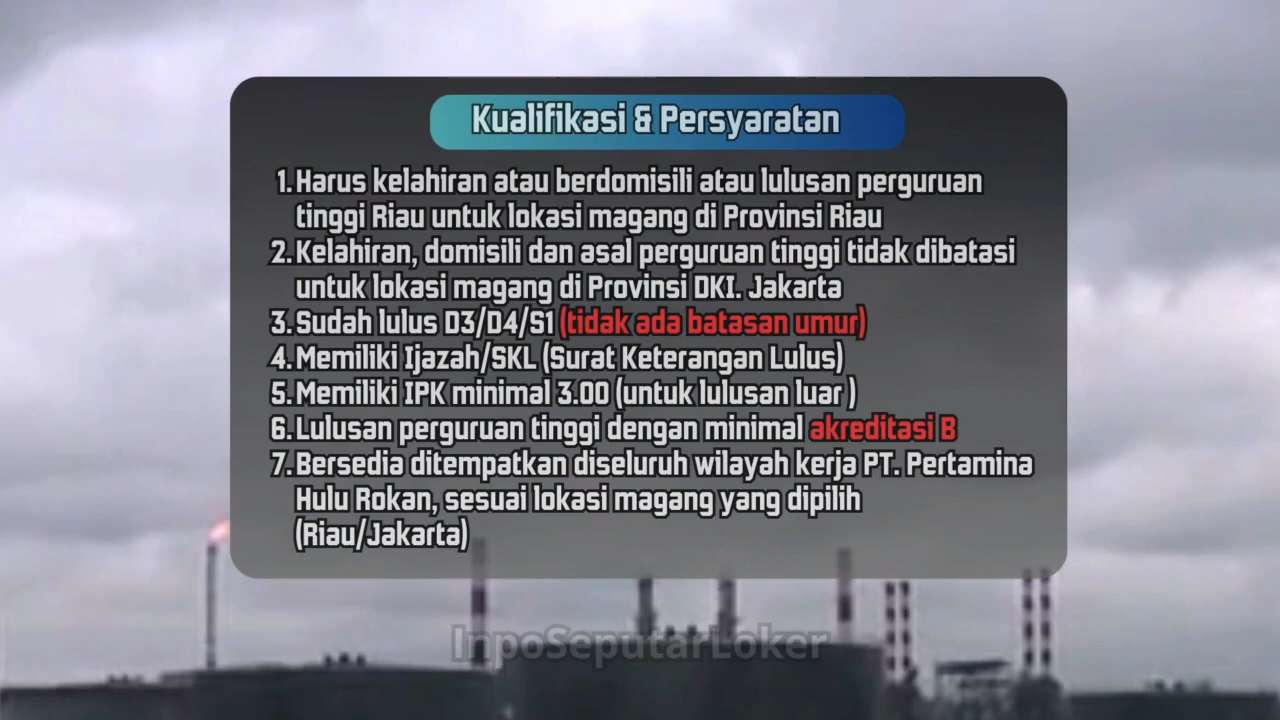 Kualifikasi & Persyaratan
1. Harus kelahiran atau berdomisili atau lulusan perguruan
tinggi Riau untuk lokasi magang di Provinsi Riau
2. Kelahiran, domisili dan asal perguruan tinggi tidak dibatasi
untuk lokasi magang di Provinsi DKI. Jakarta
3. Sudah lulus D3/D4/S1 (tidak ada batasan umur)
4. Memiliki Ijazah/SKL (Surat Keterangan Lulus)
5. Memiliki IPK minimal 3.00 (untuk lulusan luar )
6. Lulusan perguruan tinggi dengan minimal akreditasi B
7. Bersedia ditempatkan diseluruh wilayah kerja PT. Pertamina
Hulu Rokan, sesuai lokasi magang yang dipilih
(Riau/Jakarta)
InpoSeputarLoker